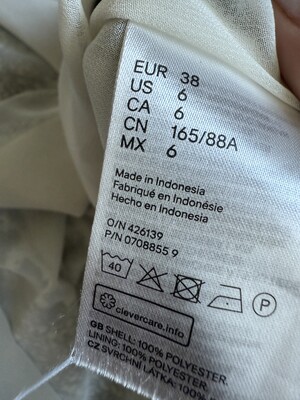 EUR 38
US 6
CA 6
CN 165/88A
MX 6
Made in Indonesia
Fabriqué en Indonésie
Hecho en Indonesia
O/N 426139
P/N 0708855 9
40
P
clevercare.info
GB SHELL: 100% POLYESTER.
LINING: 100% POLYESTER.
CZ SVRCHNÍ LÁTKA: 100%